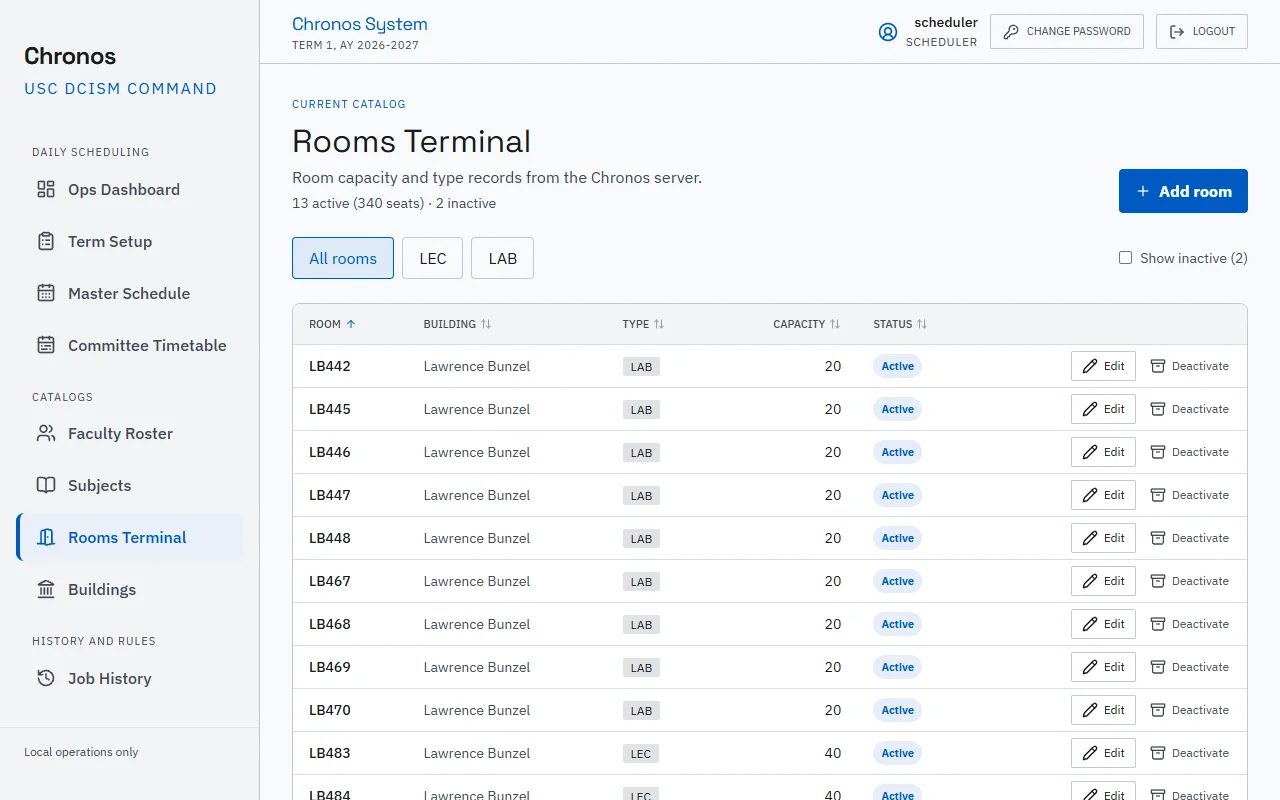 Chronos
USC DCISM COMMAND
DAILY SCHEDULING
Ops Dashboard
Term Setup
Master Schedule
Committee Timetable
CATALOGS
Faculty Roster
Subjects
Rooms Terminal
Buildings
HISTORY AND RULES
Job History
Local operations only
Chronos System
TERM 1, AY 2026-2027
scheduler
SCHEDULER
CHANGE PASSWORD
LOGOUT
CURRENT CATALOG
Rooms Terminal
Room capacity and type records from the Chronos server.
13 active (340 seats) · 2 inactive
Add room
All rooms LEC LAB
Show inactive (2)
ROOM BUILDING TYPE CAPACITY STATUS
LB442 Lawrence Bunzel LAB 20 Active Edit Deactivate
LB445 Lawrence Bunzel LAB 20 Active Edit Deactivate
LB446 Lawrence Bunzel LAB 20 Active Edit Deactivate
LB447 Lawrence Bunzel LAB 20 Active Edit Deactivate
LB448 Lawrence Bunzel LAB 20 Active Edit Deactivate
LB467 Lawrence Bunzel LAB 20 Active Edit Deactivate
LB468 Lawrence Bunzel LAB 20 Active Edit Deactivate
LB469 Lawrence Bunzel LAB 20 Active Edit Deactivate
LB470 Lawrence Bunzel LAB 20 Active Edit Deactivate
LB483 Lawrence Bunzel LEC 40 Active Edit Deactivate
LB484 Lawrence Bunzel LEC 40 Active Edit Deactivate